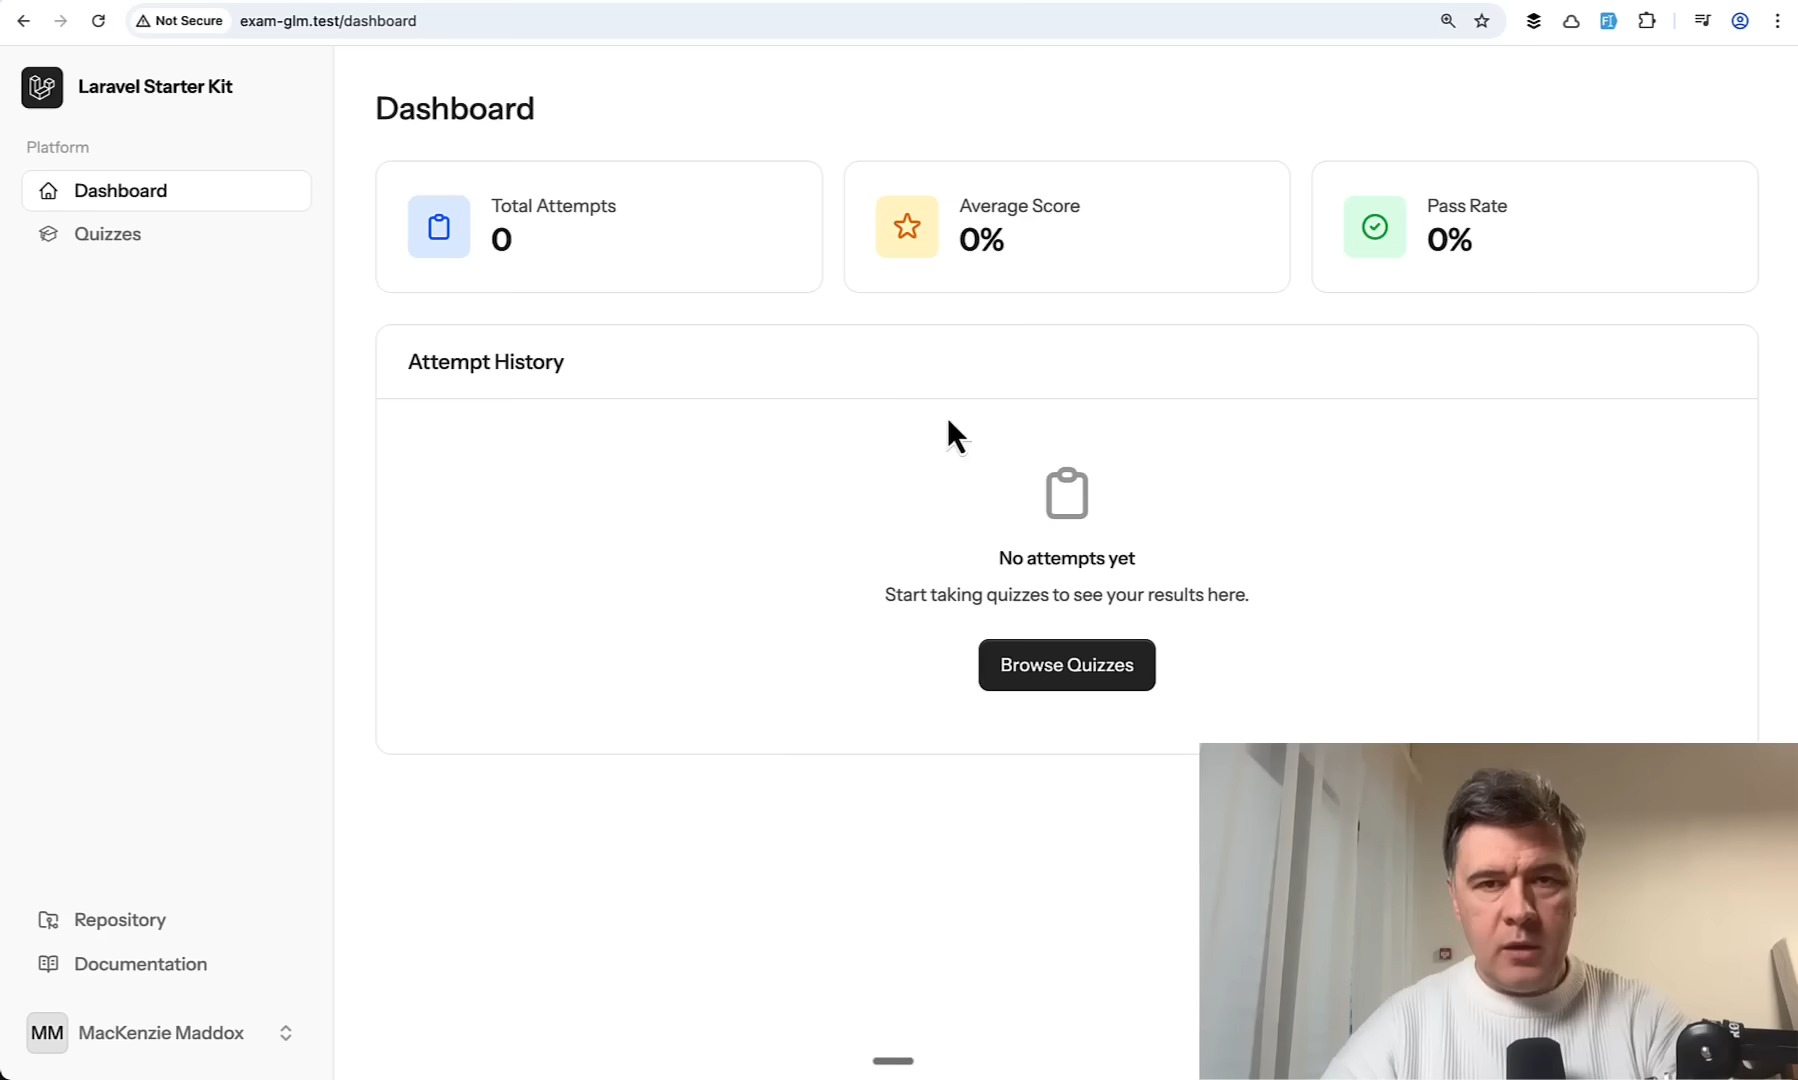 Not Secure
exam-glm.test/dashboard
Laravel Starter Kit
Platform
Dashboard
Quizzes
Dashboard
Total Attempts
0
Average Score
0%
Pass Rate
0%
Attempt History
No attempts yet
Start taking quizzes to see your results here.
Browse Quizzes
Repository
Documentation
MM
MacKenzie Maddox